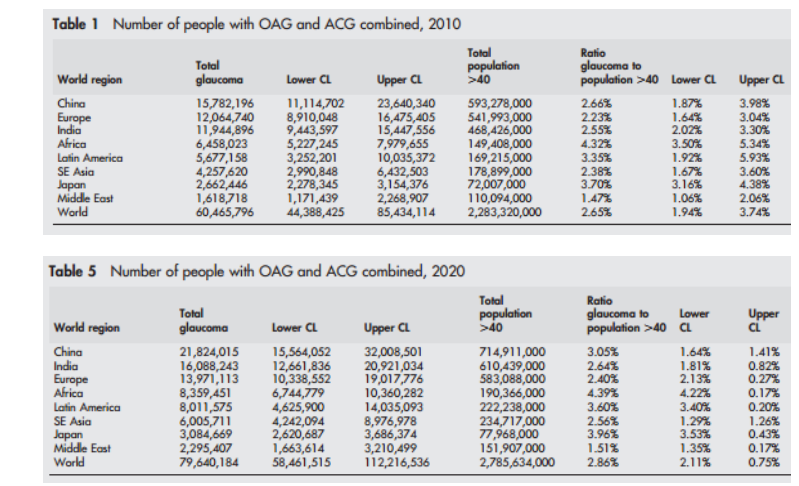 Table 1 Number of people with OAG and ACG combined, 2010
World region Total glaucoma Lower CL Upper CL Total population >40 Ratio glaucoma to population >40 Lower CL Upper CL
China 15,782,196 11,114,702 23,640,340 593,278,000 2.66% 1.87% 3.98%
Europe 12,064,740 8,910,048 16,475,405 541,993,000 2.23% 1.64% 3.04%
India 11,944,896 9,443,597 15,447,556 468,426,000 2.55% 2.02% 3.30%
Africa 6,458,023 5,227,245 7,979,655 149,408,000 4.32% 3.50% 5.34%
Latin America 5,677,158 3,252,201 10,035,372 169,215,000 3.35% 1.92% 5.93%
SE Asia 4,257,620 2,990,848 6,432,503 178,899,000 2.38% 1.67% 3.60%
Japan 2,662,446 2,278,345 3,154,376 72,007,000 3.70% 3.16% 4.38%
Middle East 1,618,718 1,171,439 2,268,907 110,094,000 1.47% 1.06% 2.06%
World 60,465,796 44,388,425 85,434,114 2,283,320,000 2.65% 1.94% 3.74%
Table 5 Number of people with OAG and ACG combined, 2020
World region Total glaucoma Lower CL Upper CL Total population >40 Ratio glaucoma to population >40 Lower CL Upper CL
China 21,824,015 15,564,052 32,008,501 714,911,000 3.05% 1.64% 1.41%
India 16,088,243 12,661,836 20,921,034 610,439,000 2.64% 1.81% 0.82%
Europe 13,971,113 10,338,552 19,017,776 583,088,000 2.40% 2.13% 0.27%
Africa 8,359,451 6,744,779 10,360,282 190,366,000 4.39% 4.22% 0.17%
Latin America 8,011,575 4,625,900 14,035,093 222,238,000 3.60% 3.40% 0.20%
SE Asia 6,005,711 4,242,094 8,976,978 234,717,000 2.56% 1.29% 1.26%
Japan 3,084,669 2,620,687 3,686,374 77,968,000 3.96% 3.53% 0.43%
Middle East 2,295,407 1,663,614 3,210,499 151,907,000 1.51% 1.35% 0.17%
World 79,640,184 58,461,515 112,216,536 2,785,634,000 2.86% 2.11% 0.75%